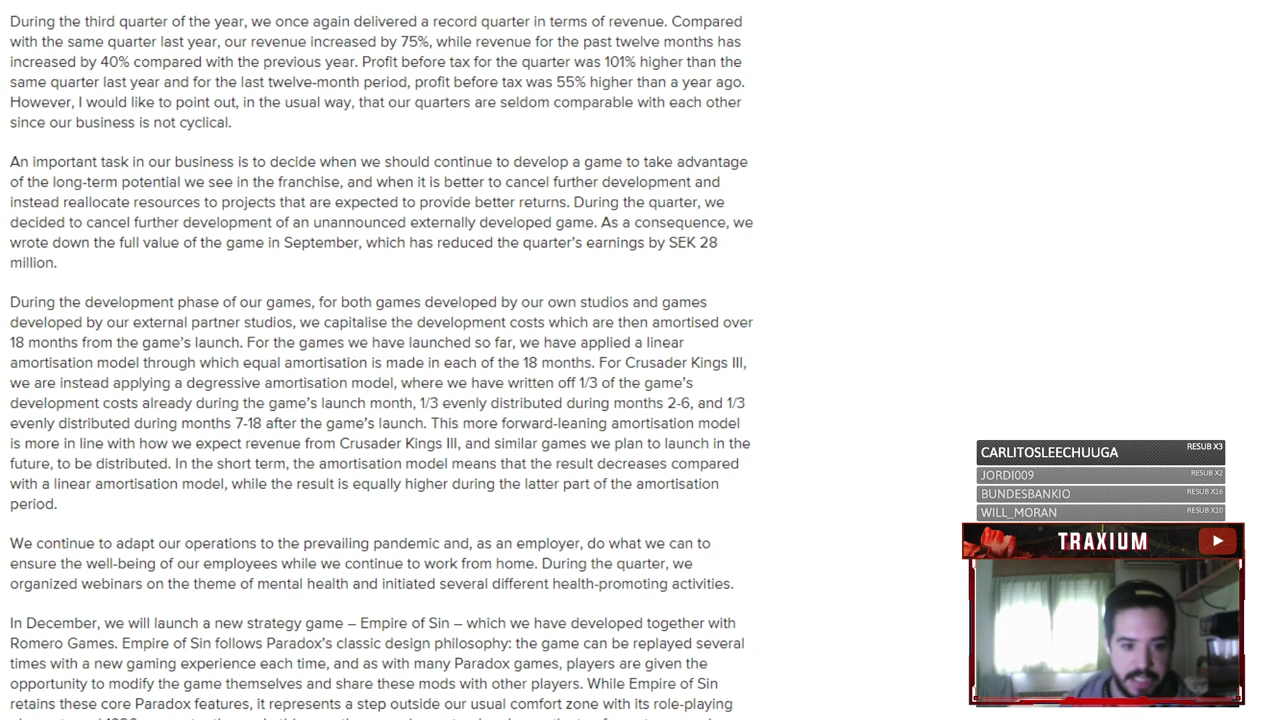 During the third quarter of the year, we once again delivered a record quarter in terms of revenue. Compared
with the same quarter last year, our revenue increased by 75%, while revenue for the past twelve months has
increased by 40% compared with the previous year. Profit before tax for the quarter was 101% higher than the
same quarter last year and for the last twelve-month period, profit before tax was 55% higher than a year ago.
However, I would like to point out, in the usual way, that our quarters are seldom comparable with each other
since our business is not cyclical.
An important task in our business is to decide when we should continue to develop a game to take advantage
of the long-term potential we see in the franchise, and when it is better to cancel further development and
instead reallocate resources to projects that are expected to provide better returns. During the quarter, we
decided to cancel further development of an unannounced externally developed game. As a consequence, we
wrote down the full value of the game in September, which has reduced the quarter's earnings by SEK 28
million.
During the development phase of our games, for both games developed by our own studios and games
developed by our external partner studios, we capitalise the development costs which are then amortised over
18 months from the game's launch. For the games we have launched so far, we have applied a linear
amortisation model through which equal amortisation is made in each of the 18 months. For Crusader Kings III,
we are instead applying a degressive amortisation model, where we have written off 1/3 of the game's
development costs already during the game's launch month, 1/3 evenly distributed during months 2-6, and 1/3
evenly distributed during months 7-18 after the game's launch. This more forward-leaning amortisation model
is more in line with how we expect revenue from Crusader Kings III, and similar games we plan to launch in the
future, to be distributed. In the short term, the amortisation model means that the result decreases compared
with a linear amortisation model, while the result is equally higher during the latter part of the amortisation
period.
We continue to adapt our operations to the prevailing pandemic and, as an employer, do what we can to
ensure the well-being of our employees while we continue to work from home. During the quarter, we
organized webinars on the theme of mental health and initiated several different health-promoting activities.
In December, we will launch a new strategy game – Empire of Sin – which we have developed together with
Romero Games. Empire of Sin follows Paradox's classic design philosophy: the game can be replayed several
times with a new gaming experience each time, and as with many Paradox games, players are given the
opportunity to modify the game themselves and share these mods with other players. While Empire of Sin
retains these core Paradox features, it represents a step outside our usual comfort zone with its role-playing
CARLITOSLEECHUUGA RESUB X3
JORDI009 RESUB X2
BUNDESBANKIO RESUB X16
WILL_MORAN RESUB X10
TRAXIUM